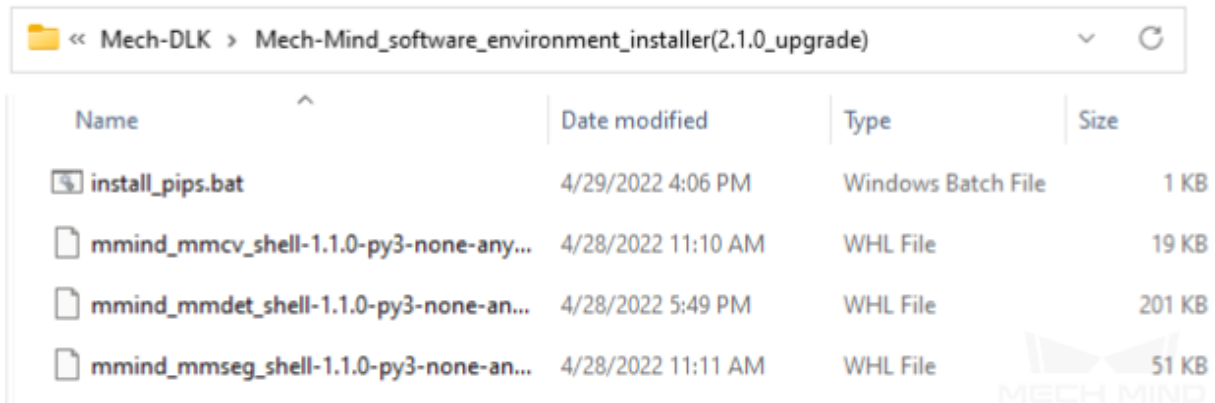 « Mech-DLK > Mech-Mind_software_environment_installer(2.1.0_upgrade)
Name Date modified Type Size
install_pips.bat 4/29/2022 4:06 PM Windows Batch File 1 KB
mmind_mmcv_shell-1.1.0-py3-none-any... 4/28/2022 11:10 AM WHL File 19 KB
mmind_mmdet_shell-1.1.0-py3-none-an... 4/28/2022 5:49 PM WHL File 201 KB
mmind_mmseg_shell-1.1.0-py3-none-an... 4/28/2022 11:11 AM WHL File 51 KB
MECH MIND